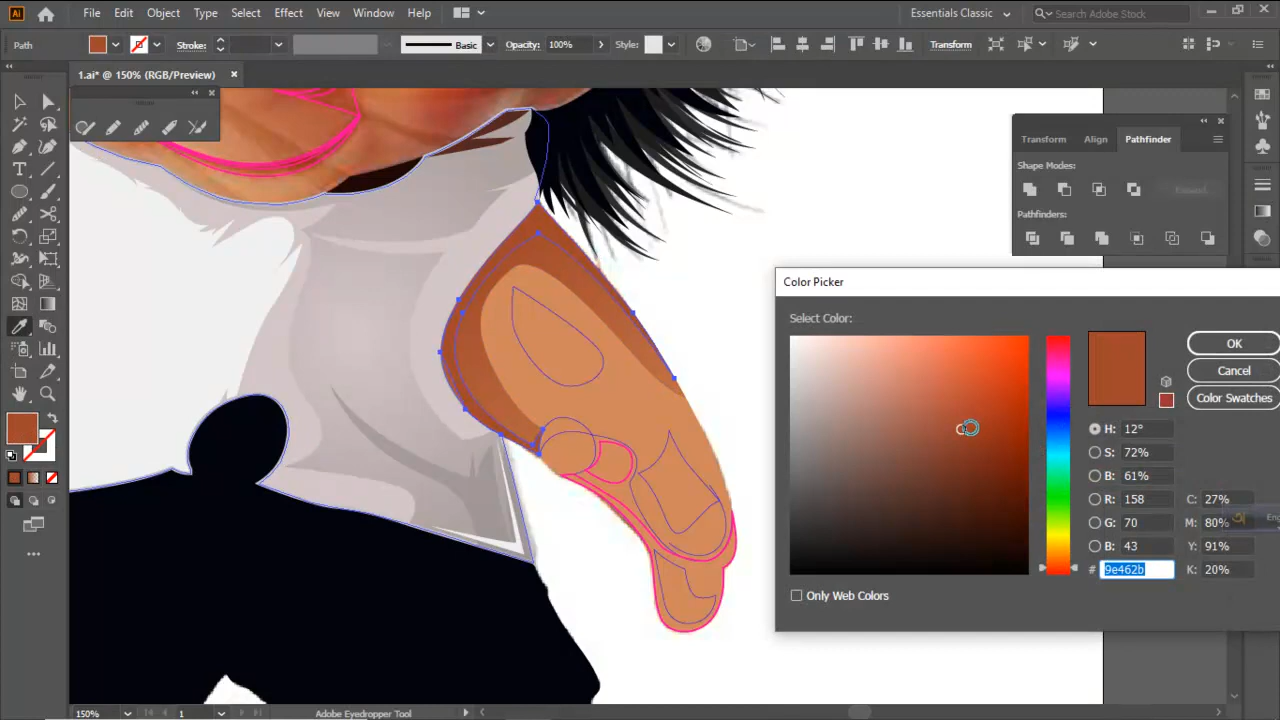 Ai File Edit Object Type Select Effect View Window Help Essentials Classic Search Adobe Stock
Path Stroke: Basic Opacity: 100% Style: Transform
1.ai* @ 150% (RGB/Preview)
Transform Align Pathfinder
Shape Modes:
Expand
Pathfinders:
Color Picker
Select Color:
OK
Cancel
Color Swatches
H: 12°
S: 72%
B: 61%
R: 158 C: 27%
G: 70 M: 80%
B: 43 Y: 91%
# 9e462b K: 20%
Only Web Colors
150% 1 Adobe Eyedropper Tool